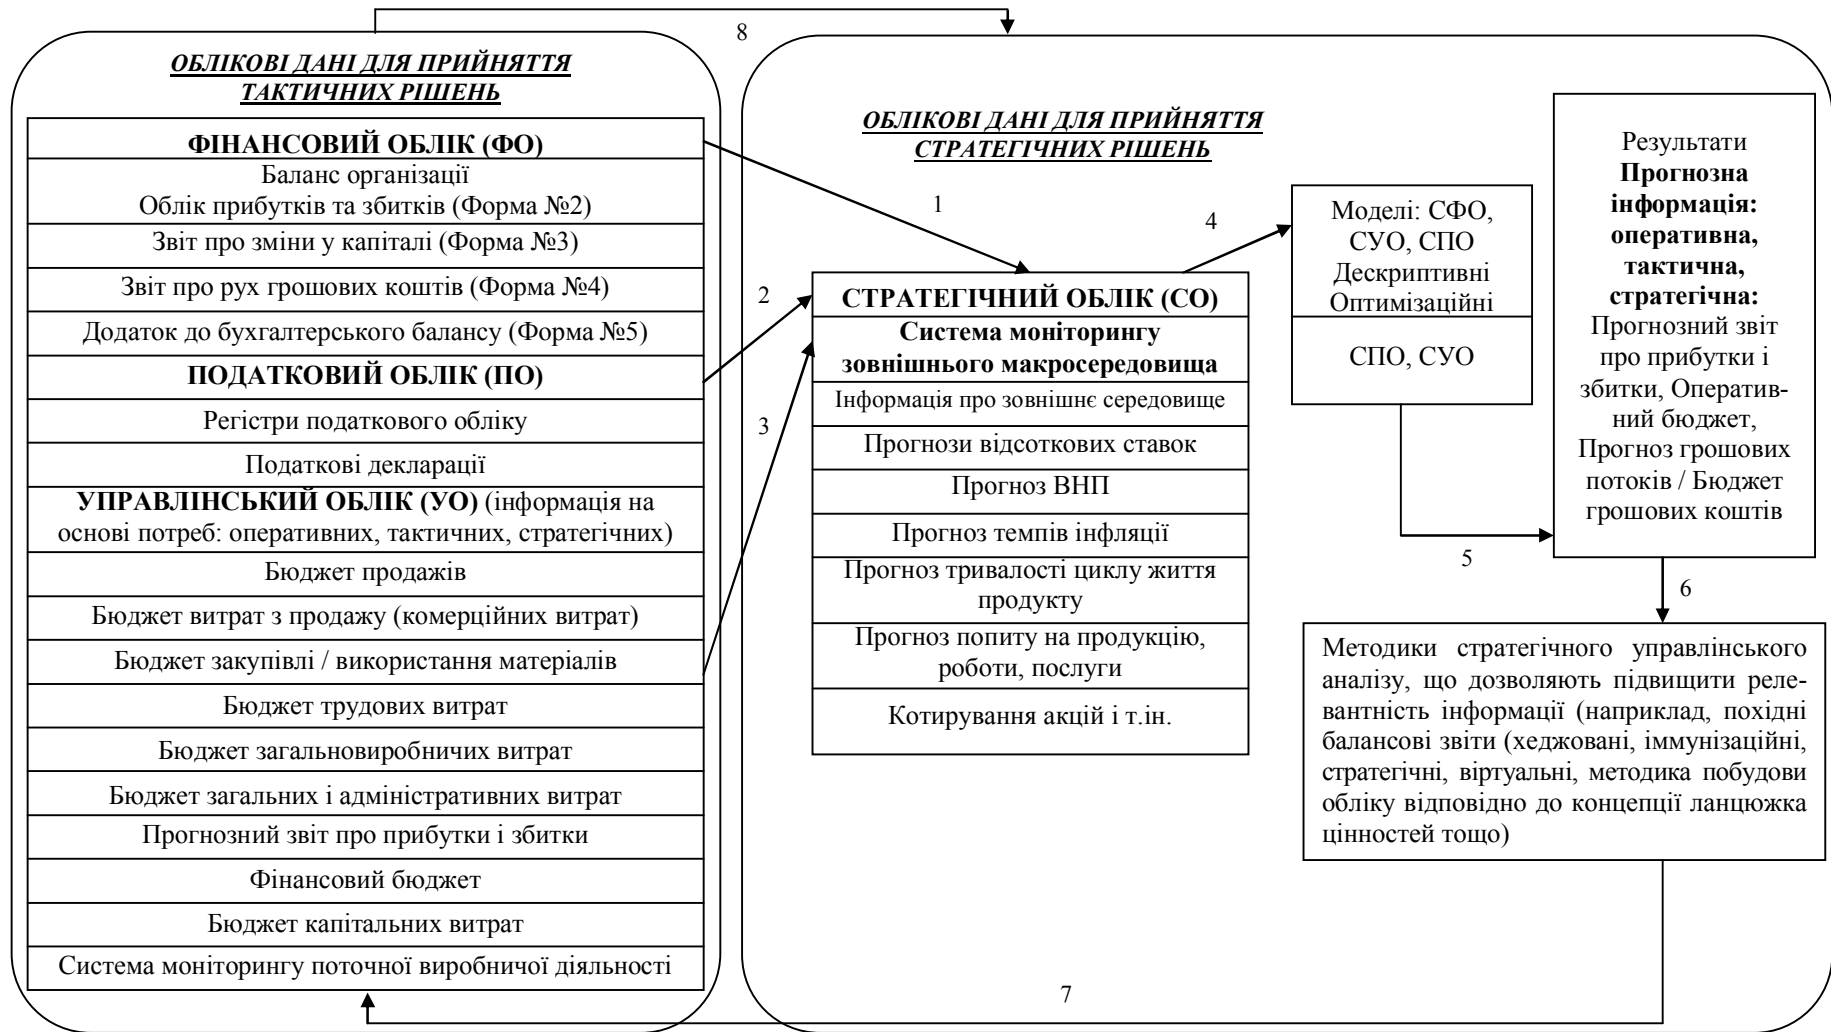 8
ОБЛІКОВІ ДАНІ ДЛЯ ПРИЙНЯТТЯ
ТАКТИЧНИХ РІШЕНЬ
ФІНАНСОВИЙ ОБЛІК (ФО)
Баланс організації
Облік прибутків та збитків (Форма №2)
Звіт про зміни у капіталі (Форма №3)
Звіт про рух грошових коштів (Форма №4)
Додаток до бухгалтерського балансу (Форма №5)
ПОДАТКОВИЙ ОБЛІК (ПО)
Регістри податкового обліку
Податкові декларації
УПРАВЛІНСЬКИЙ ОБЛІК (УО) (інформація на
основі потреб: оперативних, тактичних, стратегічних)
Бюджет продажів
Бюджет витрат з продажу (комерційних витрат)
Бюджет закупівлі / використання матеріалів
Бюджет трудових витрат
Бюджет загальновиробничих витрат
Бюджет загальних і адміністративних витрат
Прогнозний звіт про прибутки і збитки
Фінансовий бюджет
Бюджет капітальних витрат
Система моніторингу поточної виробничої діяльності
1
2
3
ОБЛІКОВІ ДАНІ ДЛЯ ПРИЙНЯТТЯ
СТРАТЕГІЧНИХ РІШЕНЬ
СТРАТЕГІЧНИЙ ОБЛІК (СО)
Система моніторингу
зовнішнього макросередовища
Інформація про зовнішнє середовище
Прогнози відсоткових ставок
Прогноз ВНП
Прогноз темпів інфляції
Прогноз тривалості циклу життя
продукту
Прогноз попиту на продукцію,
роботи, послуги
Котирування акцій і т.ін.
4
Моделі: СФО,
СУО, СПО
Дескриптивні
Оптимізаційні
СПО, СУО
5
Результати
Прогнозна
інформація:
оперативна,
тактична,
стратегічна:
Прогнозний звіт
про прибутки і
збитки, Оператив-
ний бюджет,
Прогноз грошових
потоків / Бюджет
грошових коштів
6
Методики стратегічного управлінського
аналізу, що дозволяють підвищити реле-
вантність інформації (наприклад, похідні
балансові звіти (хеджовані, іммунізаційні,
стратегічні, віртуальні, методика побудови
обліку відповідно до концепції ланцюжка
цінностей тощо)
7